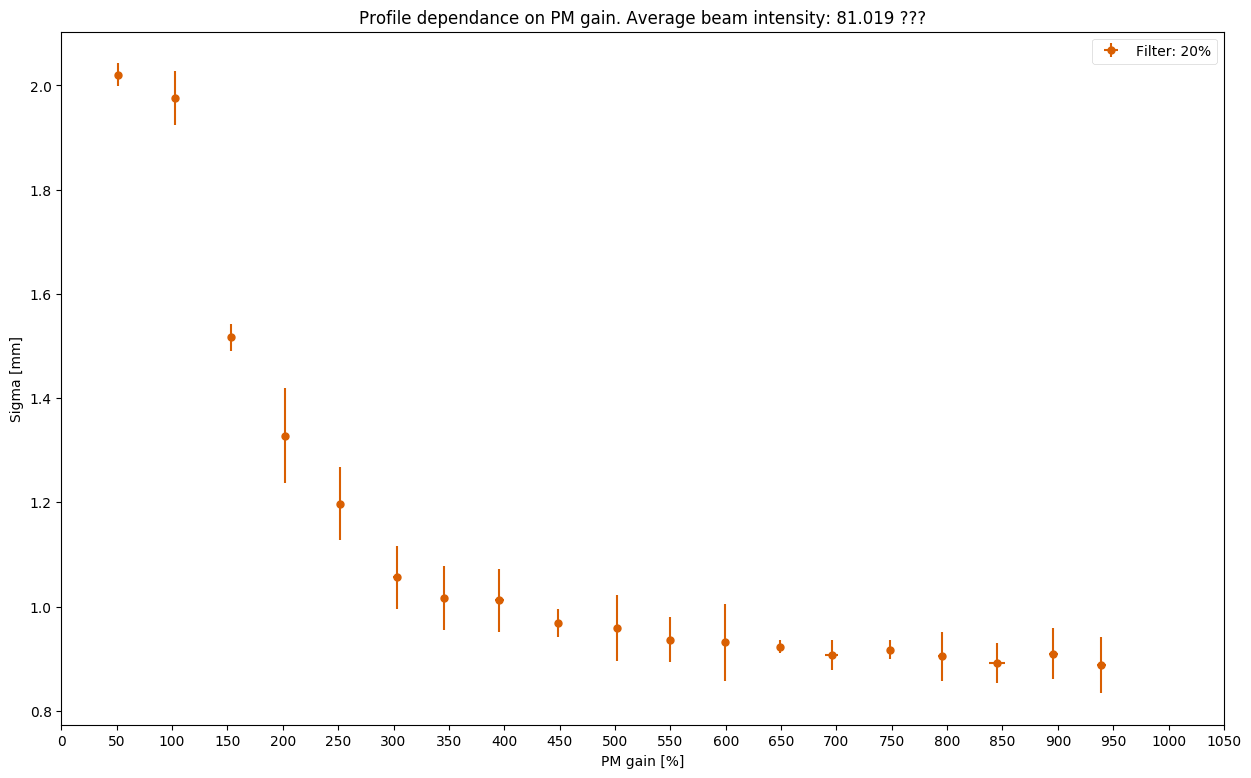 Profile dependance on PM gain. Average beam intensity: 81.019 ???
Filter: 20%
2.0
1.8
1.6
1.4
1.2
1.0
0.8
Sigma [mm]
0 50 100 150 200 250 300 350 400 450 500 550 600 650 700 750 800 850 900 950 1000 1050
PM gain [%]